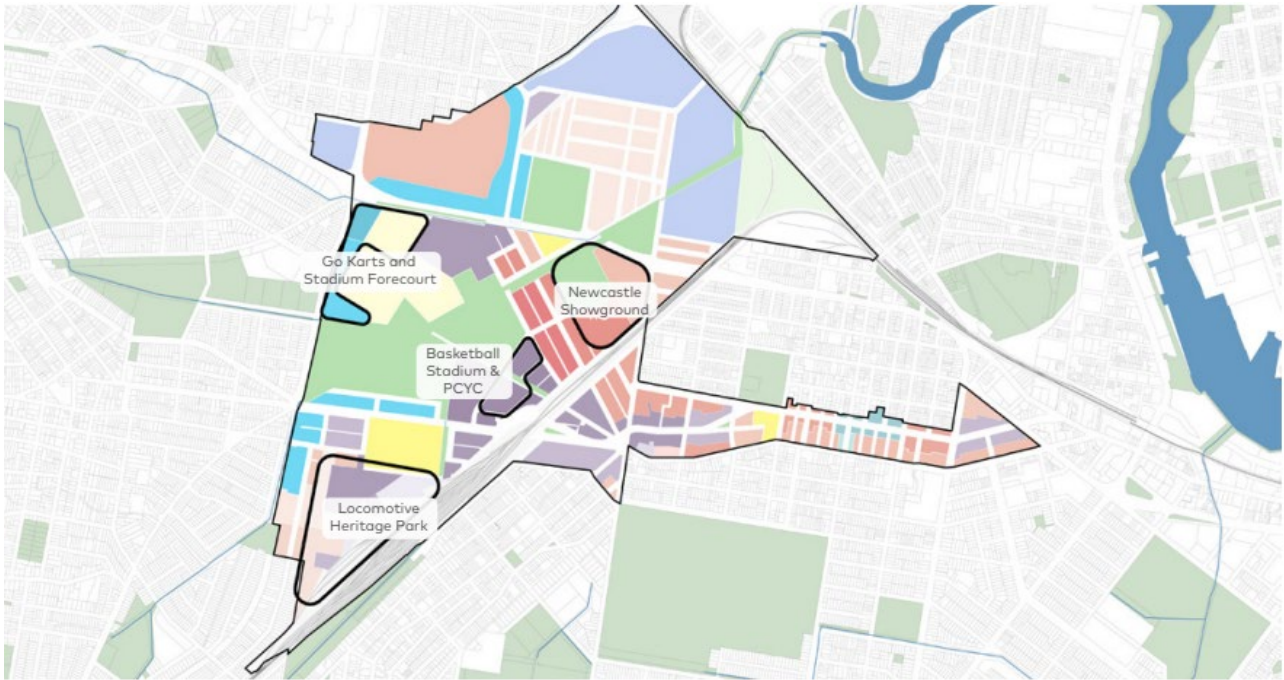 Go Karts and
Stadium Forecourt
Newcastle
Showground
Basketball
Stadium &
PCYC
Locomotive
Heritage Park